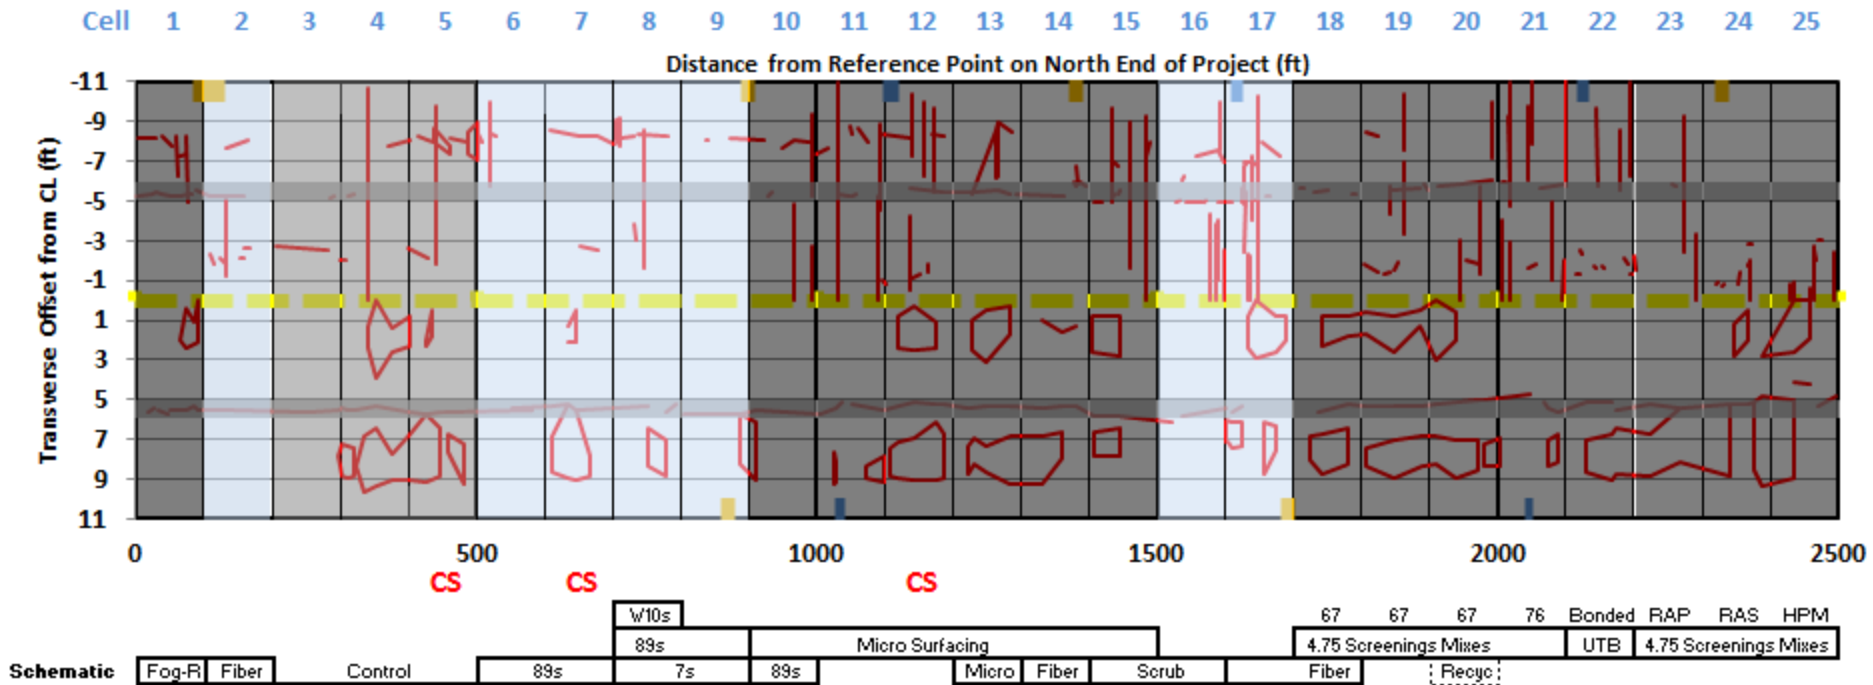 Cell 1 2 3 4 5 6 7 8 9 10 11 12 13 14 15 16 17 18 19 20 21 22 23 24 25
Distance from Reference Point on North End of Project (ft)
Transverse Offset from CL (ft)
-11
-9
-7
-5
-3
-1
1
3
5
7
9
11
0 500 1000 1500 2000 2500
CS CS CS
W10s 67 67 67 76 Bonded RAP RAS HPM
89s Micro Surfacing 4.75 Screenings Mixes UTB 4.75 Screenings Mixes
Schematic Fog-R Fiber Control 89s 7s 89s Micro Fiber Scrub Fiber Recyc